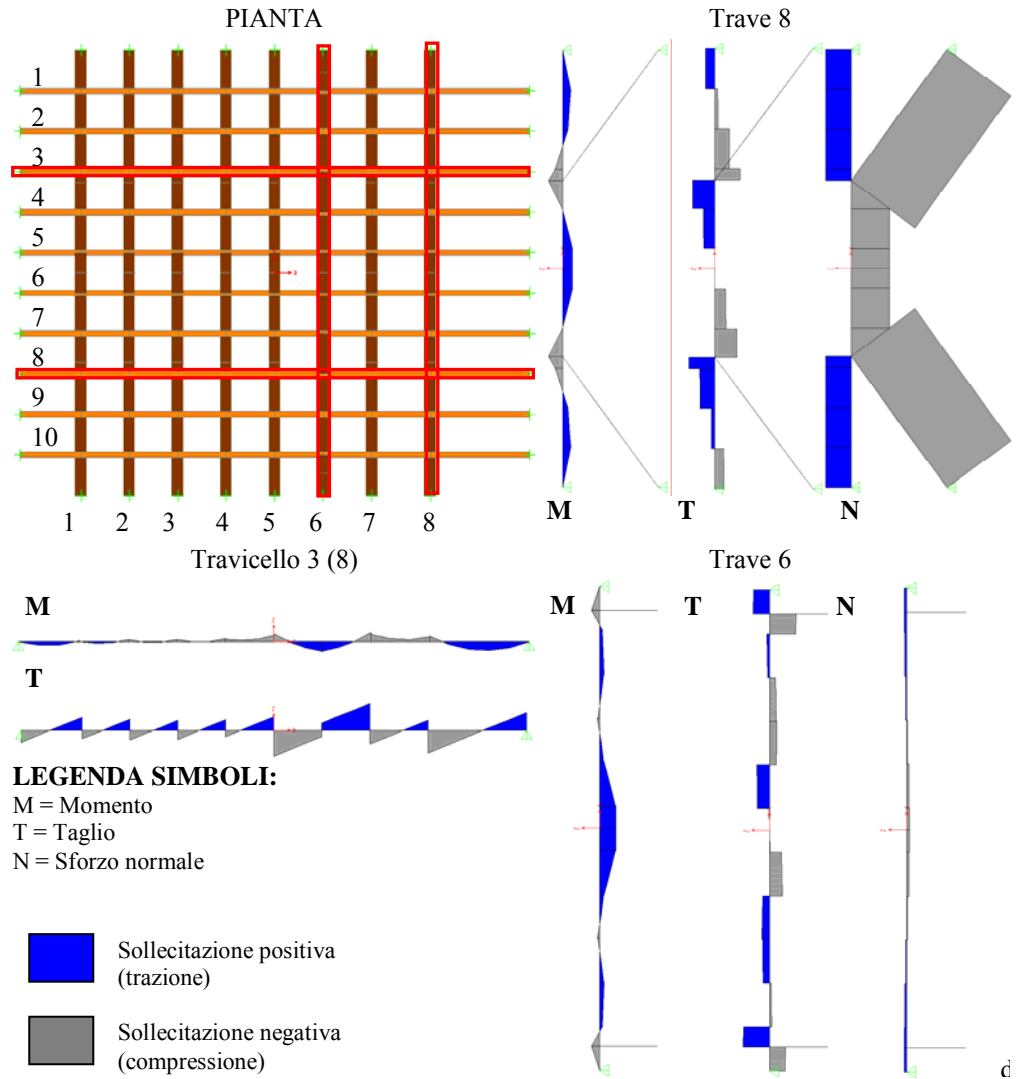 PIANTA
Trave 8
1
2
3
4
5
6
7
8
9
10
1 2 3 4 5 6 7 8
M T N
Travicello 3 (8)
Trave 6
M
T
M T N
LEGENDA SIMBOLI:
M = Momento
T = Taglio
N = Sforzo normale
Sollecitazione positiva
(trazione)
Sollecitazione negativa
(compressione)
d